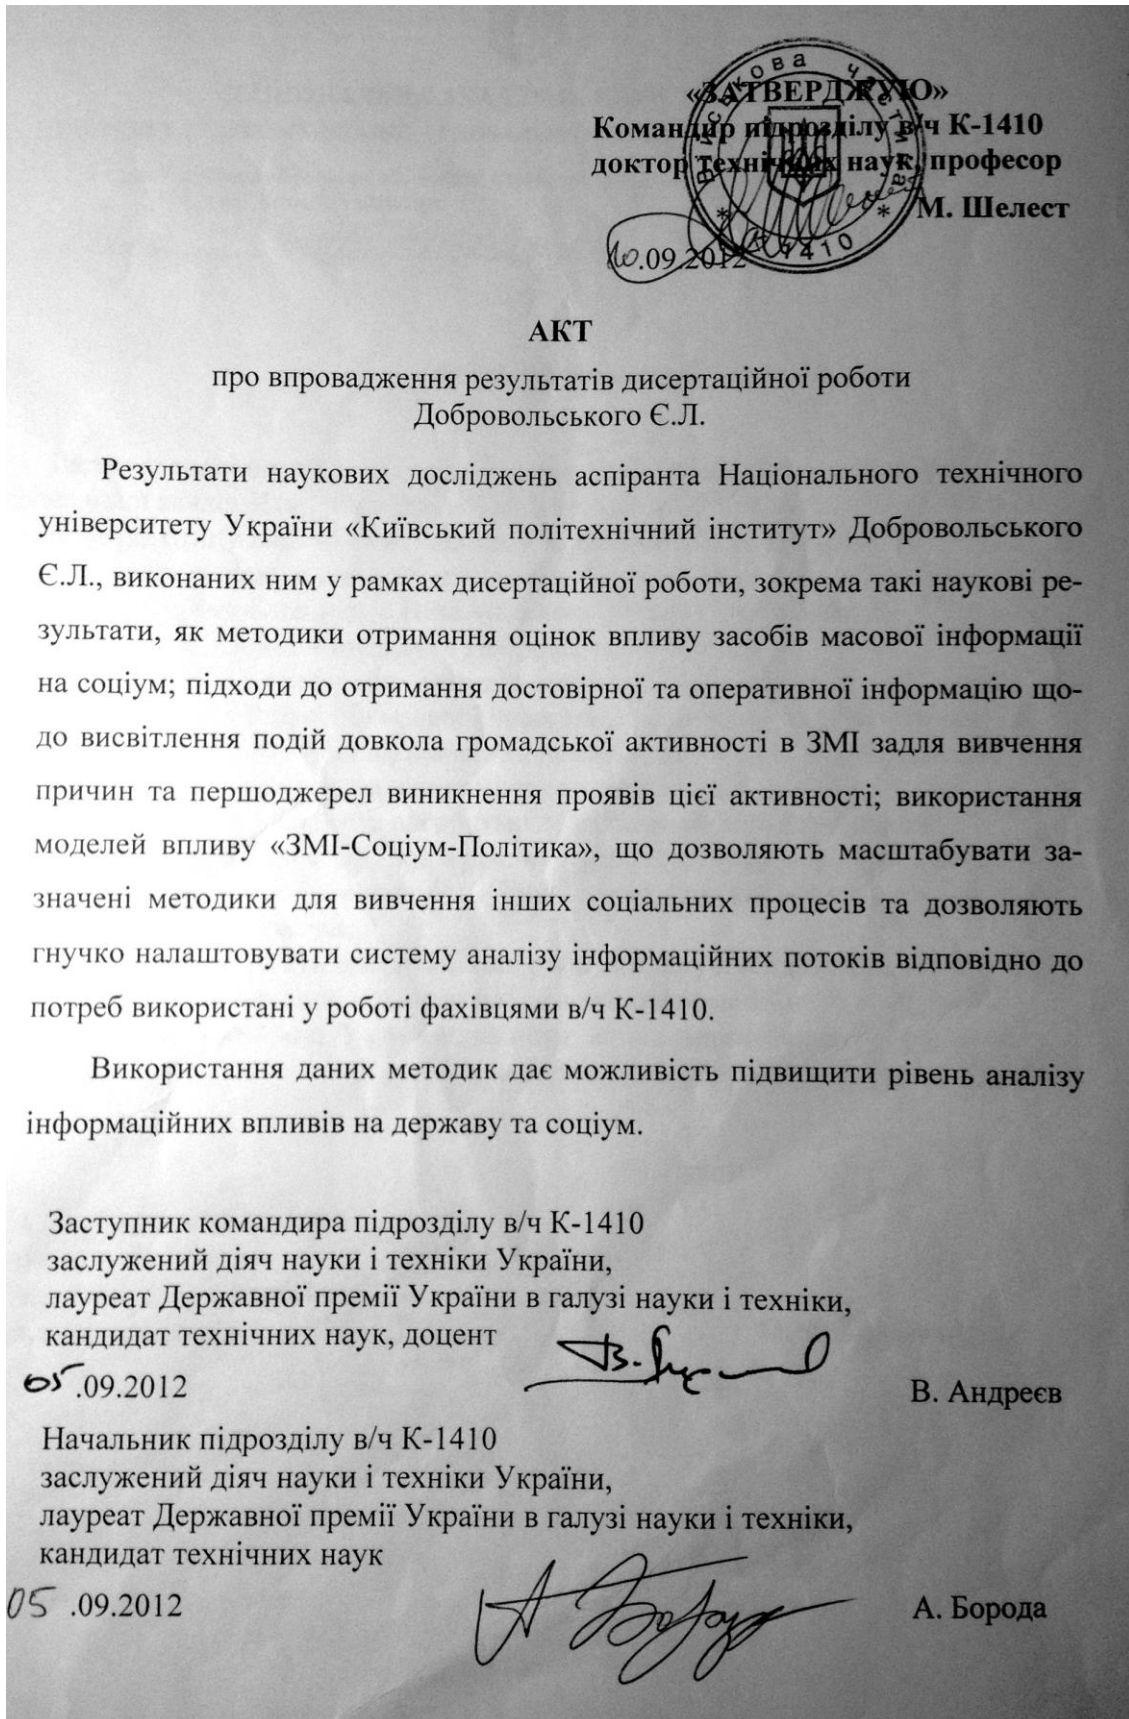 «ЗАТВЕРДЖУЮ»
Командир підрозділу в/ч К-1410
доктор технічних наук, професор
М. Шелест
10.09.2012
Військова частина
* К 1410 *
АКТ
про впровадження результатів дисертаційної роботи
Добровольського Є.Л.
Результати наукових досліджень аспіранта Національного технічного
університету України «Київський політехнічний інститут» Добровольського
Є.Л., виконаних ним у рамках дисертаційної роботи, зокрема такі наукові ре-
зультати, як методики отримання оцінок впливу засобів масової інформації
на соціум; підходи до отримання достовірної та оперативної інформацію що-
до висвітлення подій довкола громадської активності в ЗМІ задля вивчення
причин та першоджерел виникнення проявів цієї активності; використання
моделей впливу «ЗМІ-Соціум-Політика», що дозволяють масштабувати за-
значені методики для вивчення інших соціальних процесів та дозволяють
гнучко налаштовувати систему аналізу інформаційних потоків відповідно до
потреб використані у роботі фахівцями в/ч К-1410.
Використання даних методик дає можливість підвищити рівень аналізу
інформаційних впливів на державу та соціум.
Заступник командира підрозділу в/ч К-1410
заслужений діяч науки і техніки України,
лауреат Державної премії України в галузі науки і техніки,
кандидат технічних наук, доцент
05.09.2012
В. Андреєв
Начальник підрозділу в/ч К-1410
заслужений діяч науки і техніки України,
лауреат Державної премії України в галузі науки і техніки,
кандидат технічних наук
05 .09.2012
А. Борода